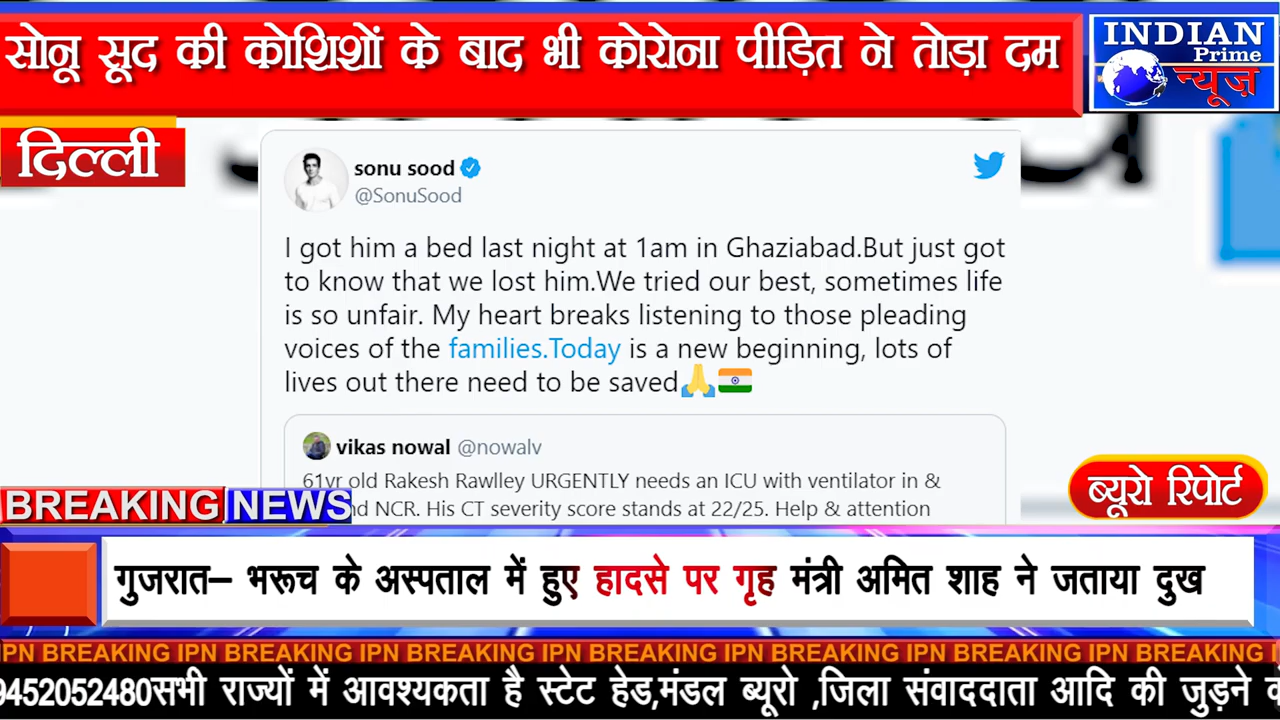 सोनू सूद की कोशिशों के बाद भी कोरोना पीड़ित ने तोड़ा दम
INDIAN
Prime
न्यूज़
दिल्ली
sonu sood
@SonuSood
I got him a bed last night at 1am in Ghaziabad.But just got
to know that we lost him.We tried our best, sometimes life
is so unfair. My heart breaks listening to those pleading
voices of the families.Today is a new beginning, lots of
lives out there need to be saved🙏🇮🇳
vikas nowal @nowalv
61yr old Rakesh Rawlley URGENTLY needs an ICU with ventilator in &
NCR. His CT severity score stands at 22/25. Help & attention
BREAKING NEWS
ब्यूरो रिपोर्ट
गुजरात– भरूच के अस्पताल में हुए हादसे पर गृह मंत्री अमित शाह ने जताया दुख
IPN BREAKING IPN BREAKING IPN BREAKING IPN BREAKING IPN BREAKING IPN BREAKING IPN BREAKING
9452052480सभी राज्यों में आवश्यकता है स्टेट हेड,मंडल ब्यूरो ,जिला संवाददाता आदि की जुड़ने